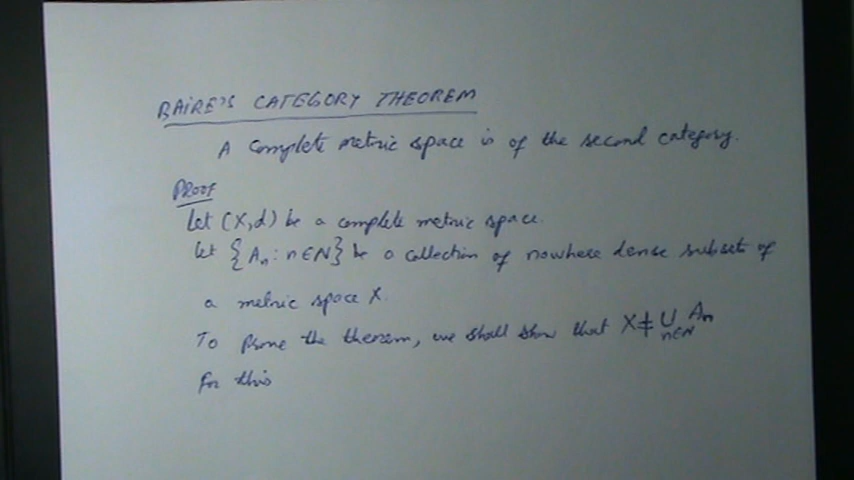 BAIRE'S CATEGORY THEOREM
A complete metric space is of the second category.
PROOF
Let (X,d) be a complete metric space.
Let {Aₙ : n∈N} be a collection of nowhere dense subsets of
a metric space X.
To Prove the theorem, we shall show that X ≠ ∪ Aₙ
n∈N
For this